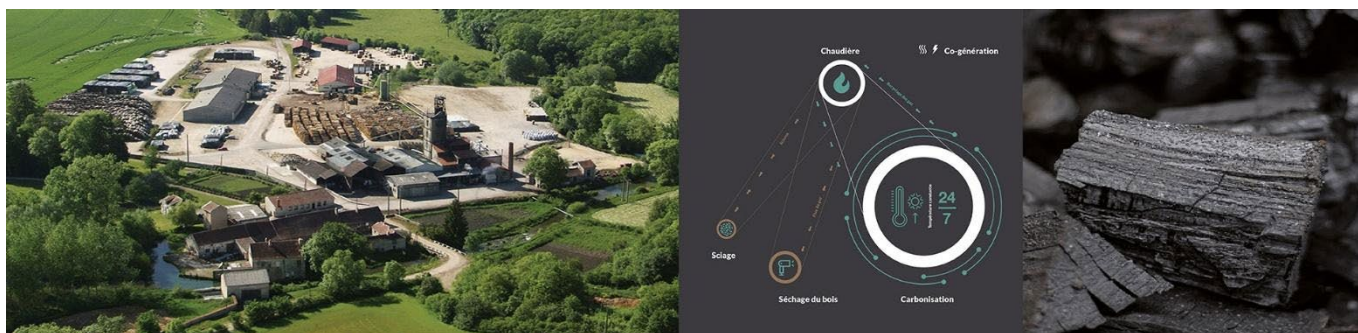 Chaudière
Co-génération
24
7
Sciage
Séchage du bois
Carbonisation